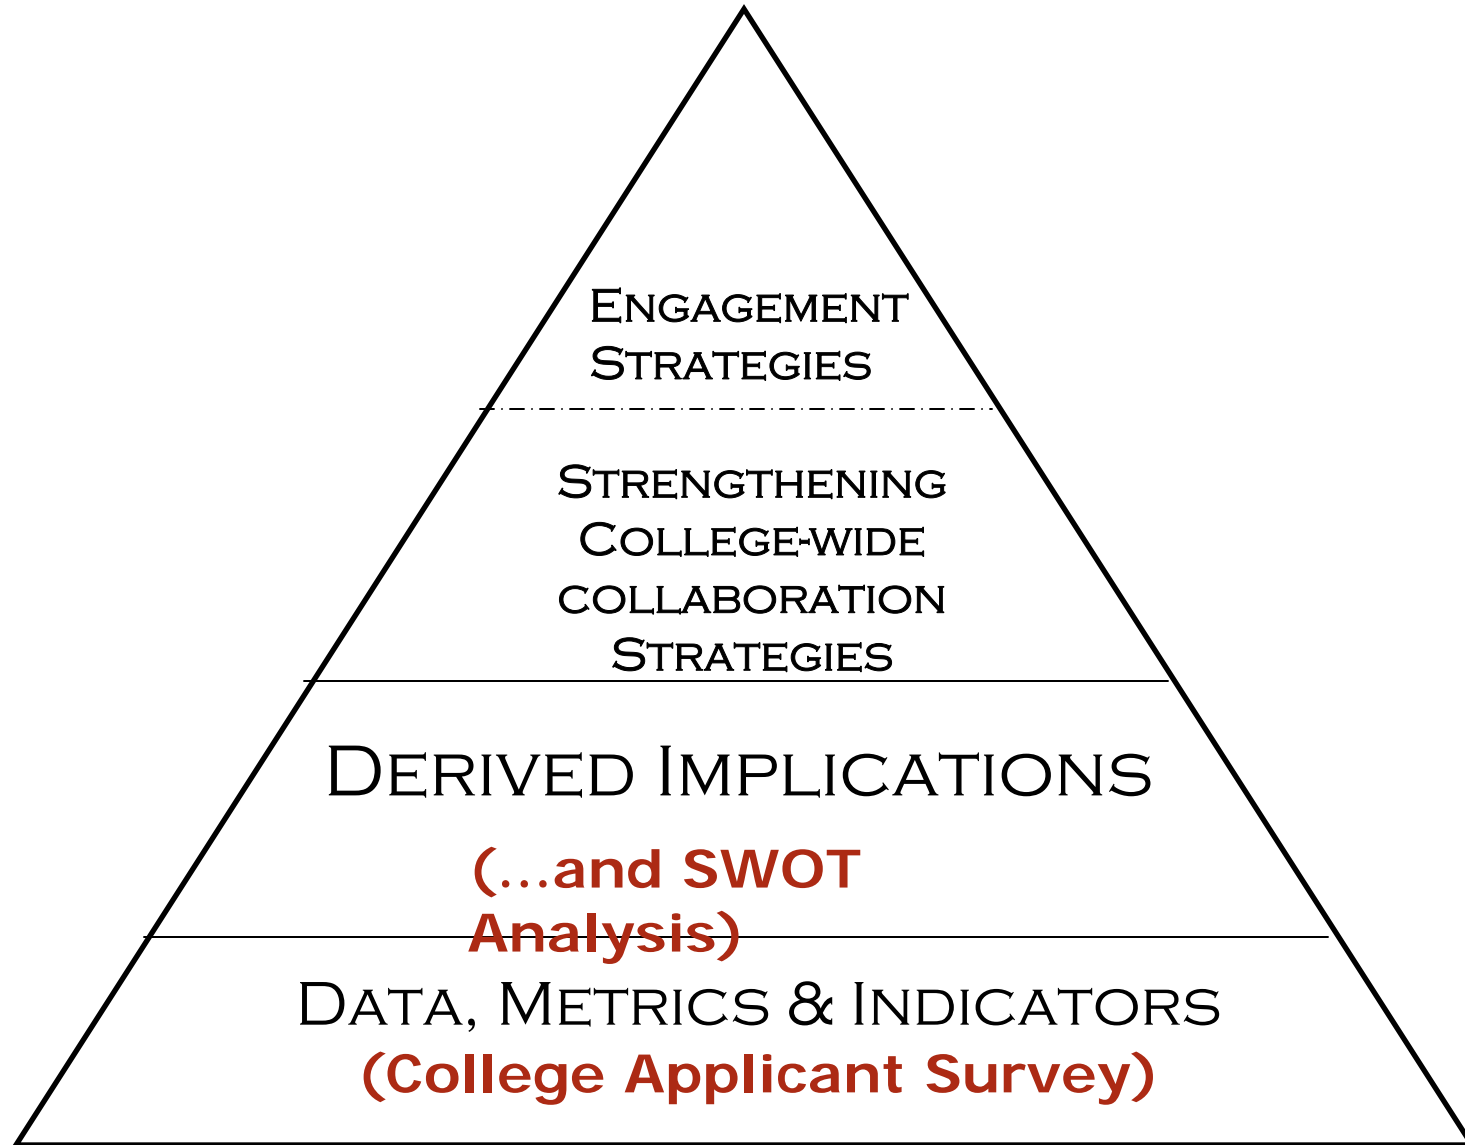 Engagement
Strategies
Strengthening
College-wide
collaboration
Strategies
Derived Implications
(...and SWOT
Analysis)
Data, Metrics & Indicators
(College Applicant Survey)